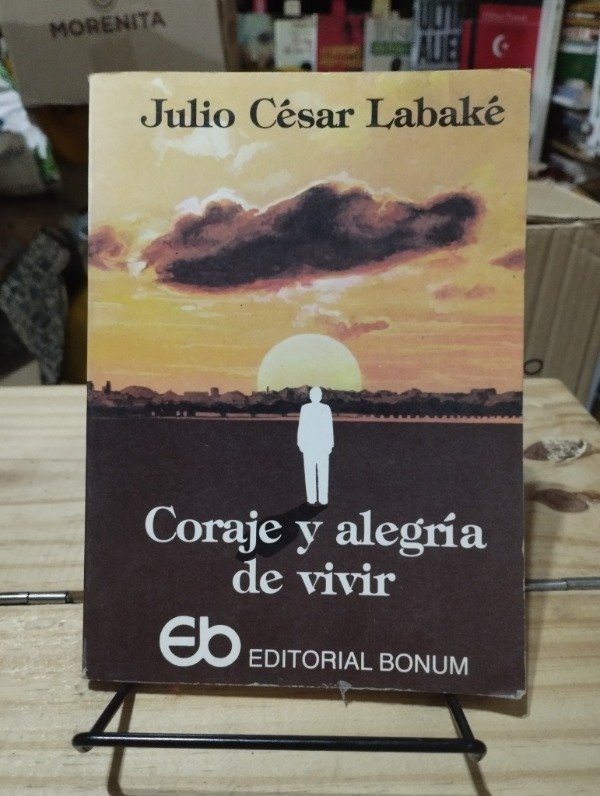 MORENITA
Julio César Labaké
Coraje y alegría
de vivir
Eb EDITORIAL BONUM